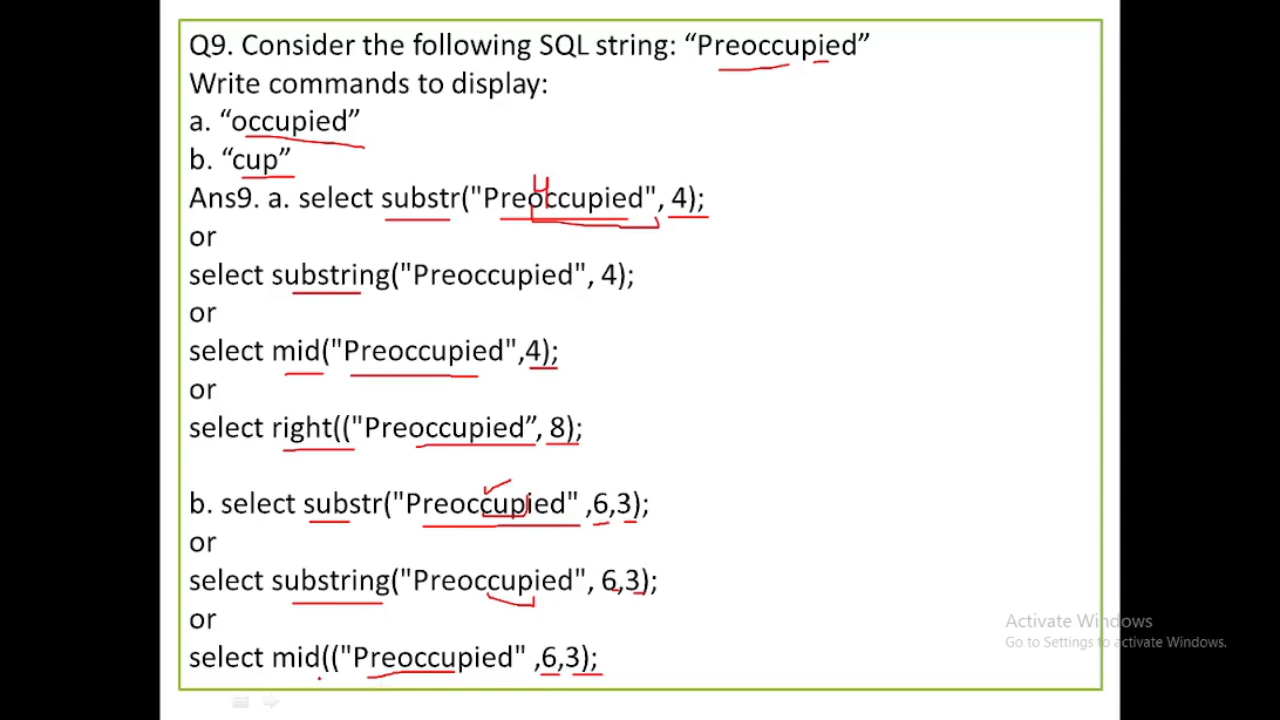 Q9. Consider the following SQL string: “Preoccupied”
Write commands to display:
a. “occupied”
b. “cup”
4
Ans9. a. select substr("Preoccupied", 4);
or
select substring("Preoccupied", 4);
or
select mid("Preoccupied",4);
or
select right(("Preoccupied”, 8);
b. select substr("Preoccupied" ,6,3);
or
select substring("Preoccupied", 6,3);
or
select mid(("Preoccupied" ,6,3);
Activate Windows
Go to Settings to activate Windows.